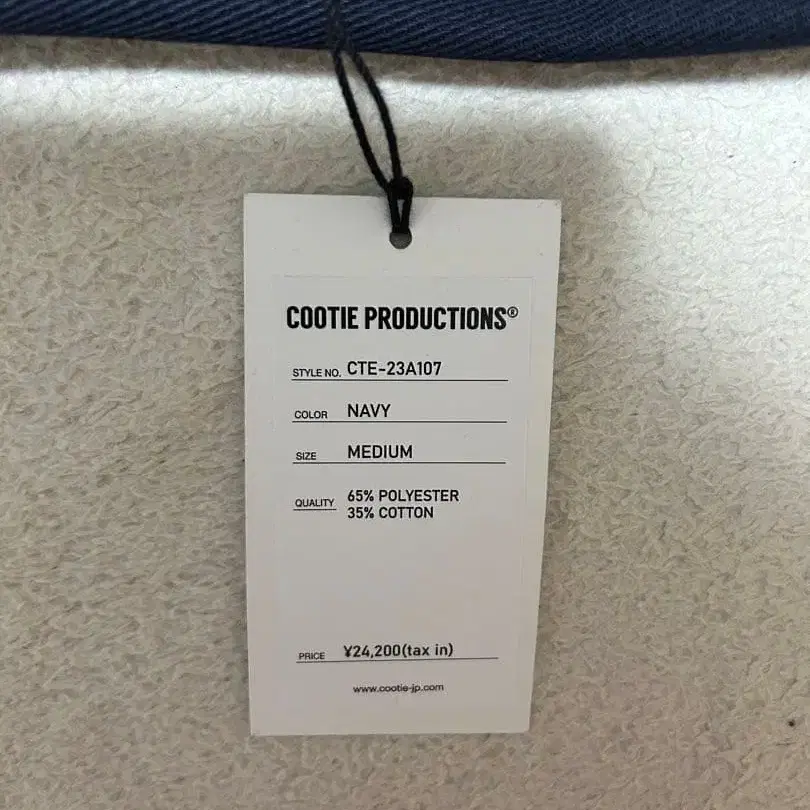 COOTIE PRODUCTIONS®
STYLE NO. CTE-23A107
COLOR NAVY
SIZE MEDIUM
QUALITY 65% POLYESTER
35% COTTON
PRICE ¥24,200(tax in)
www.cootie-jp.com